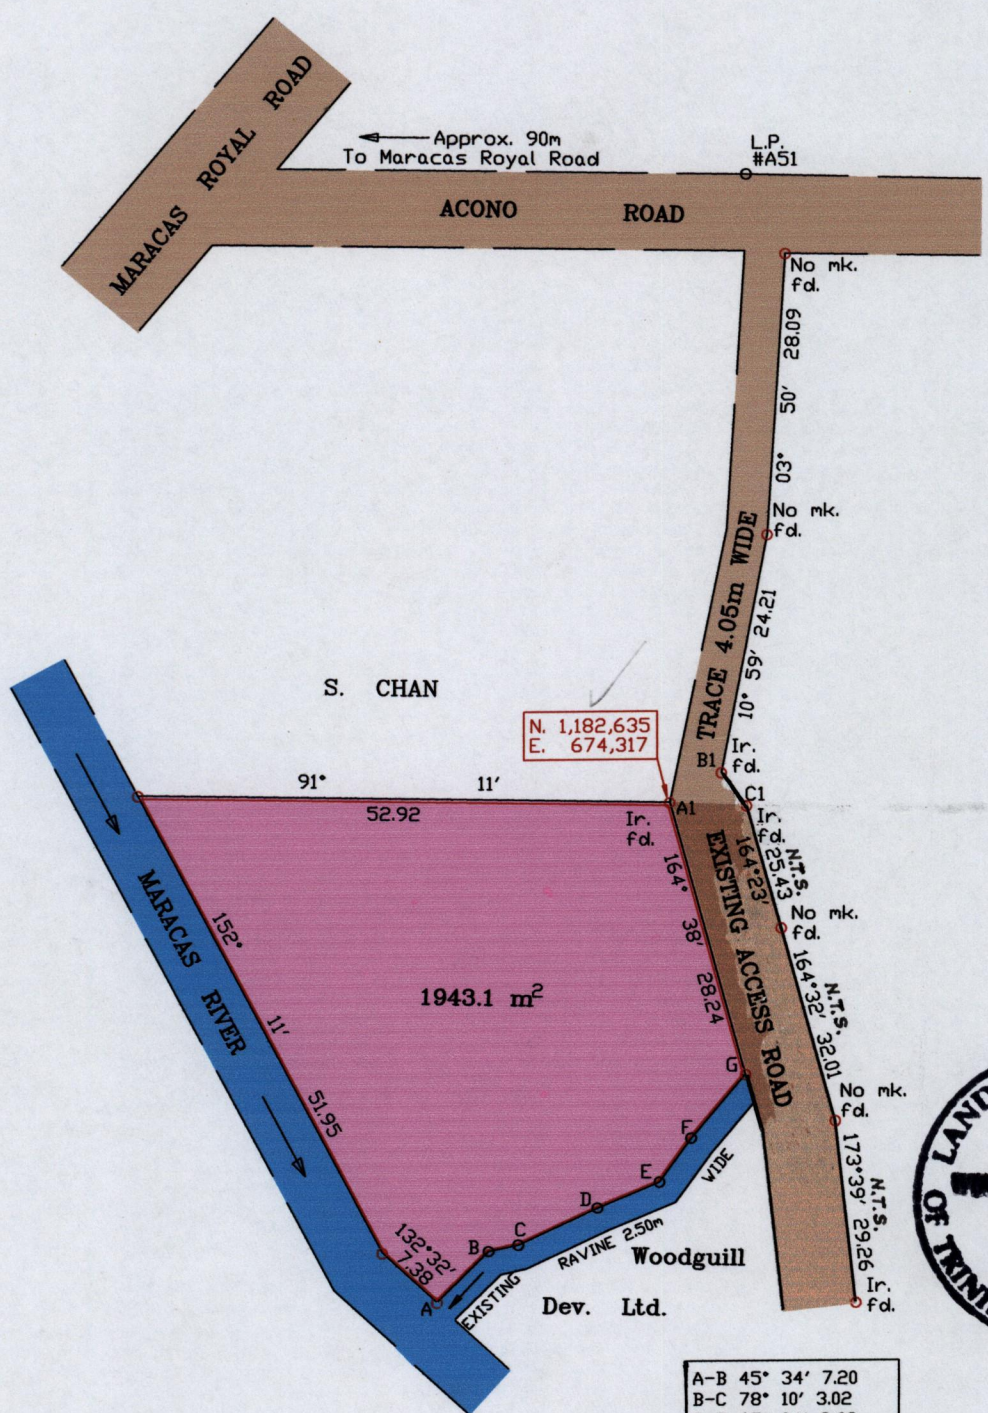 MARACAS ROYAL ROAD
Approx. 90m
To Maracas Royal Road
L.P.
#A51
ACONO ROAD
No mk.
fd.
03° 50' 28.09
No mk.
fd.
TRACE 4.05m WIDE
10° 59' 24.21
S. CHAN
N. 1,182,635
E. 674,317
B1
Ir.
fd.
C1
Ir.
fd.
A1
Ir.
fd.
91° 11'
52.92
164° 38' 28.24
EXISTING ACCESS ROAD
164°23'
25.43
N.T.S.
No mk.
fd.
164°32' 32.01
N.T.S.
No mk.
fd.
173°39' 29.26
N.T.S.
Ir.
fd.
MARACAS RIVER
152° 11' 51.95
1943.1 m²
G
F
E
D
C
B
A
132°32'
7.38
EXISTING RAVINE 2.50m WIDE
Woodguill
Dev. Ltd.
LAND
OF TRINI
A-B 45° 34' 7.20
B-C 78° 10' 3.02